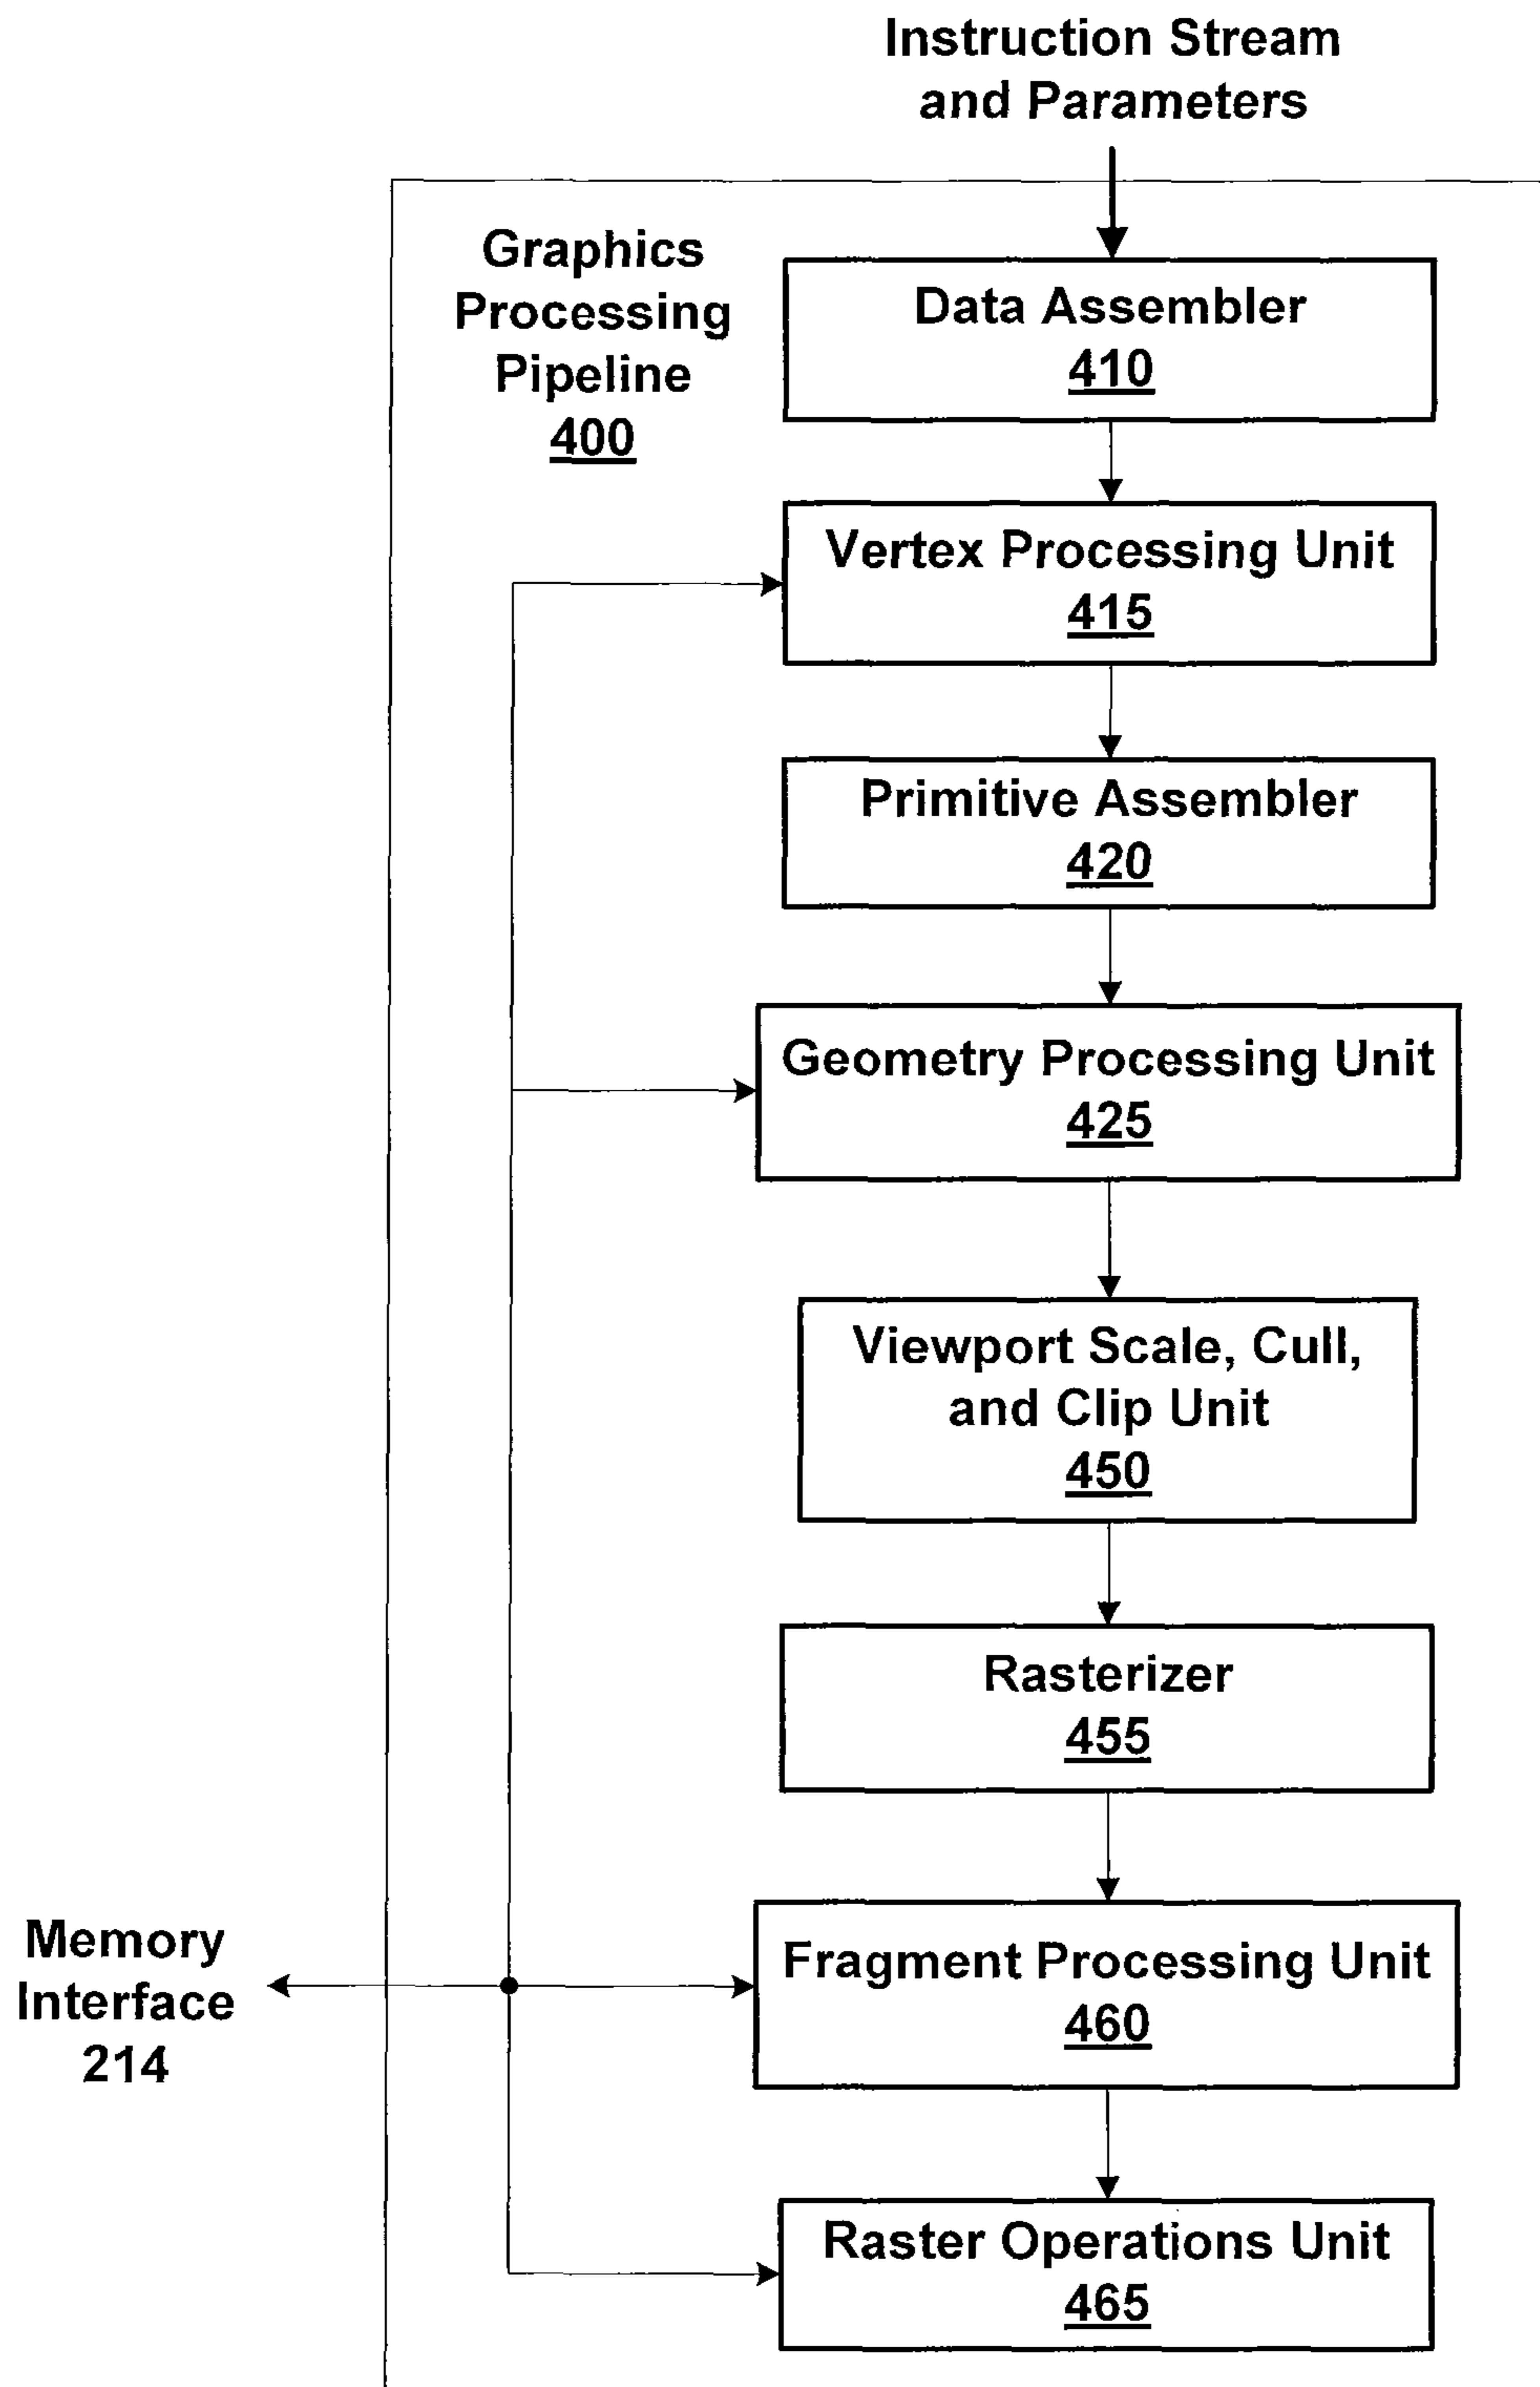 Instruction Stream
and Parameters
Graphics
Processing
Pipeline
400
Data Assembler
410
Vertex Processing Unit
415
Primitive Assembler
420
Geometry Processing Unit
425
Viewport Scale, Cull,
and Clip Unit
450
Rasterizer
455
Memory
Interface
214
Fragment Processing Unit
460
Raster Operations Unit
465